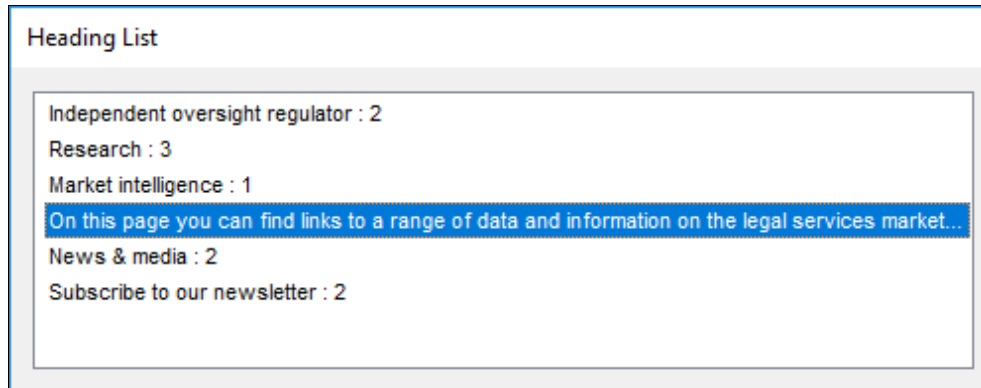 Heading List
Independent oversight regulator : 2
Research : 3
Market intelligence : 1
On this page you can find links to a range of data and information on the legal services market...
News & media : 2
Subscribe to our newsletter : 2